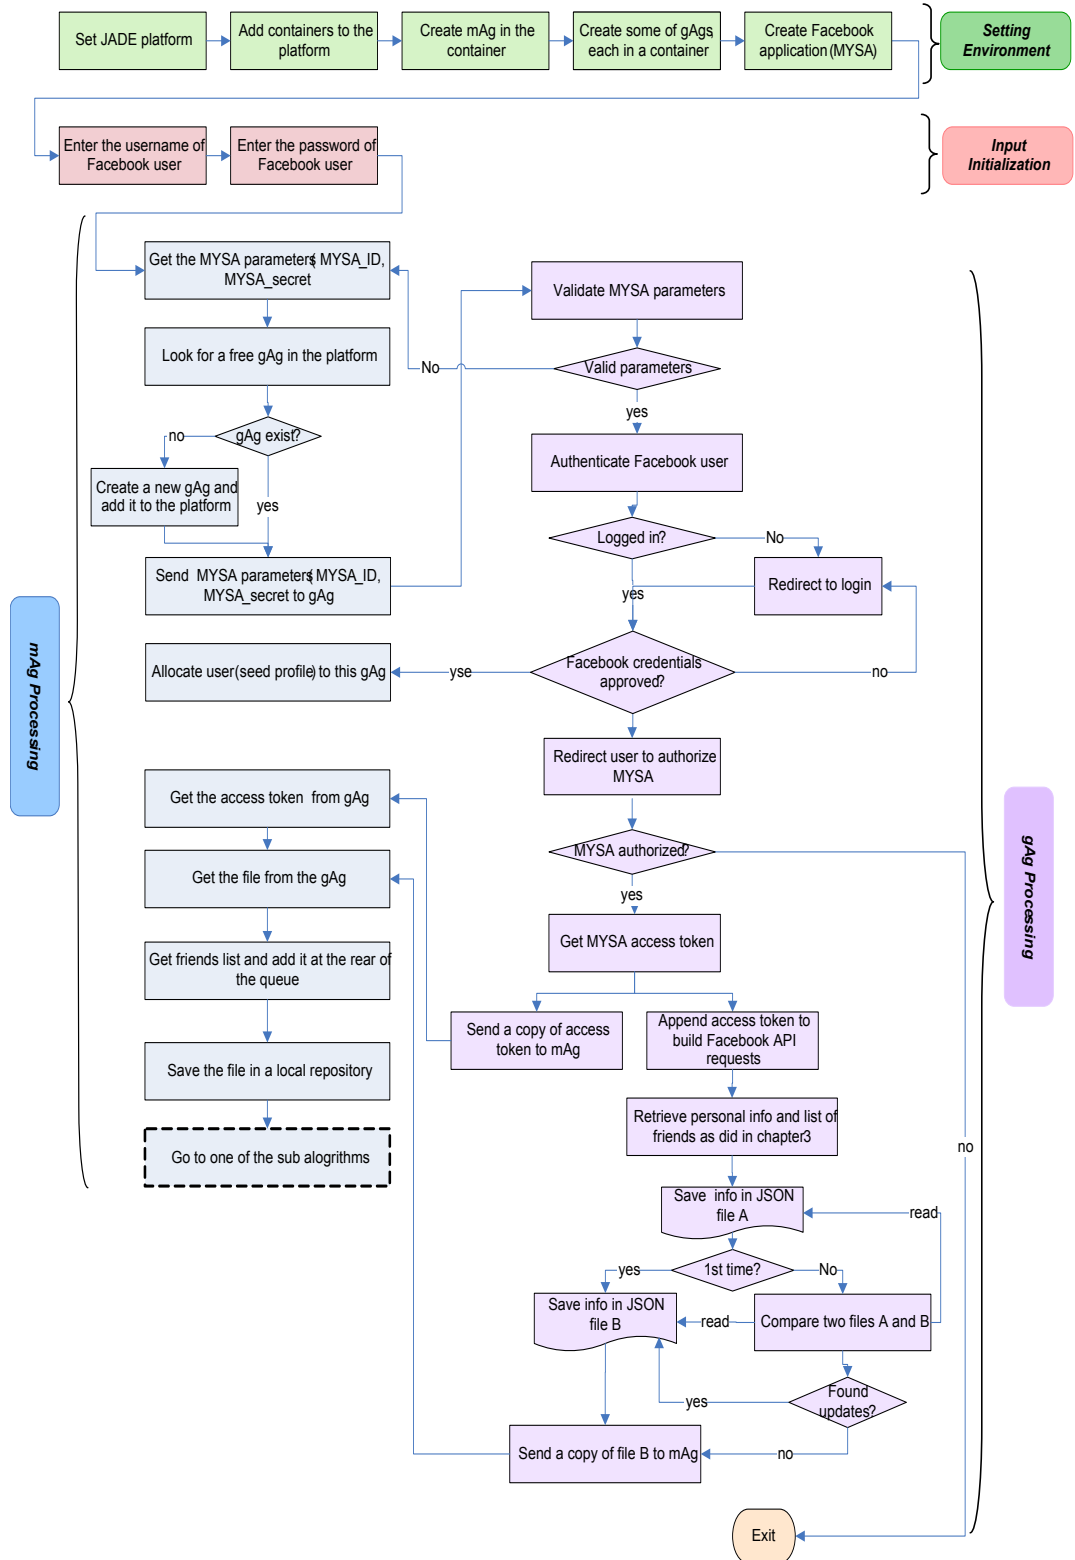 Set JADE platform
Add containers to the
platform
Create mAg in the
container
Create some of gAgs,
each in a container
Create Facebook
application (MYSA)
Setting
Environment
Enter the username of
Facebook user
Enter the password of
Facebook user
Input
Initialization
Get the MYSA parameters( MYSA_ID,
MYSA_secret
Validate MYSA parameters
Look for a free gAg in the platform
No
Valid parameters
yes
no
gAg exist?
Authenticate Facebook user
Create a new gAg and
add it to the platform
yes
Logged in?
No
Send MYSA parameters( MYSA_ID,
MYSA_secret to gAg
Redirect to login
yes
mAg Processing
Allocate user(seed profile) to this gAg
yse
Facebook credentials
approved?
no
Redirect user to authorize
MYSA
Get the access token from gAg
MYSA authorized?
Get the file from the gAg
yes
gAg Processing
Get MYSA access token
Get friends list and add it at the rear of
the queue
Send a copy of access
token to mAg
Append access token to
build Facebook API
requests
Save the file in a local repository
Retrieve personal info and list of
friends as did in chapter3
no
Go to one of the sub alogrithms
Save info in JSON
file A
read
yes
1st time?
No
Save info in JSON
file B
read
Compare two files A and B
Found
updates?
yes
Send a copy of file B to mAg
no
Exit